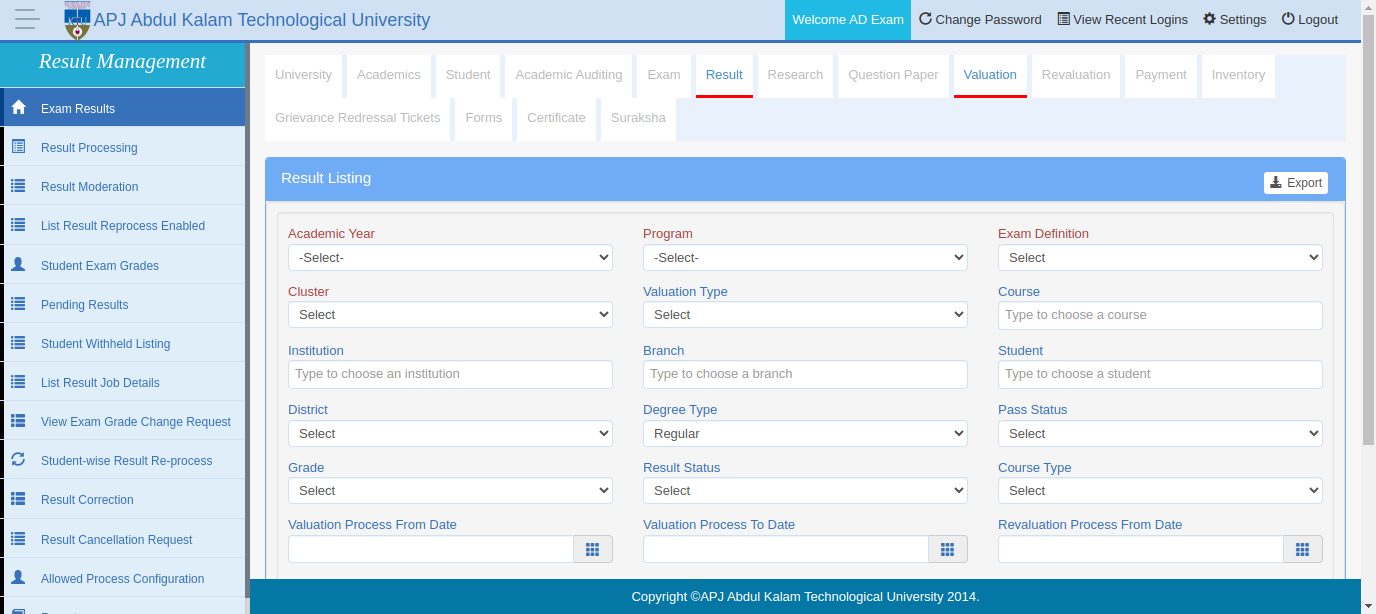 APJ Abdul Kalam Technological University
Welcome AD Exam Change Password View Recent Logins Settings Logout
Result Management
Exam Results
Result Processing
Result Moderation
List Result Reprocess Enabled
Student Exam Grades
Pending Results
Student Withheld Listing
List Result Job Details
View Exam Grade Change Request
Student-wise Result Re-process
Result Correction
Result Cancellation Request
Allowed Process Configuration
University Academics Student Academic Auditing Exam Result Research Question Paper Valuation Revaluation Payment Inventory
Grievance Redressal Tickets Forms Certificate Suraksha
Result Listing Export
Academic Year Program Exam Definition
-Select- -Select- Select
Cluster Valuation Type Course
Select Select Type to choose a course
Institution Branch Student
Type to choose an institution Type to choose a branch Type to choose a student
District Degree Type Pass Status
Select Regular Select
Grade Result Status Course Type
Select Select Select
Valuation Process From Date Valuation Process To Date Revaluation Process From Date
Copyright ©APJ Abdul Kalam Technological University 2014.